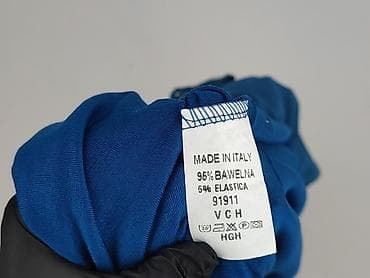 MADE IN ITALY
95% BAWEŁNA
5% ELASTICA
91911
V C H
HGH